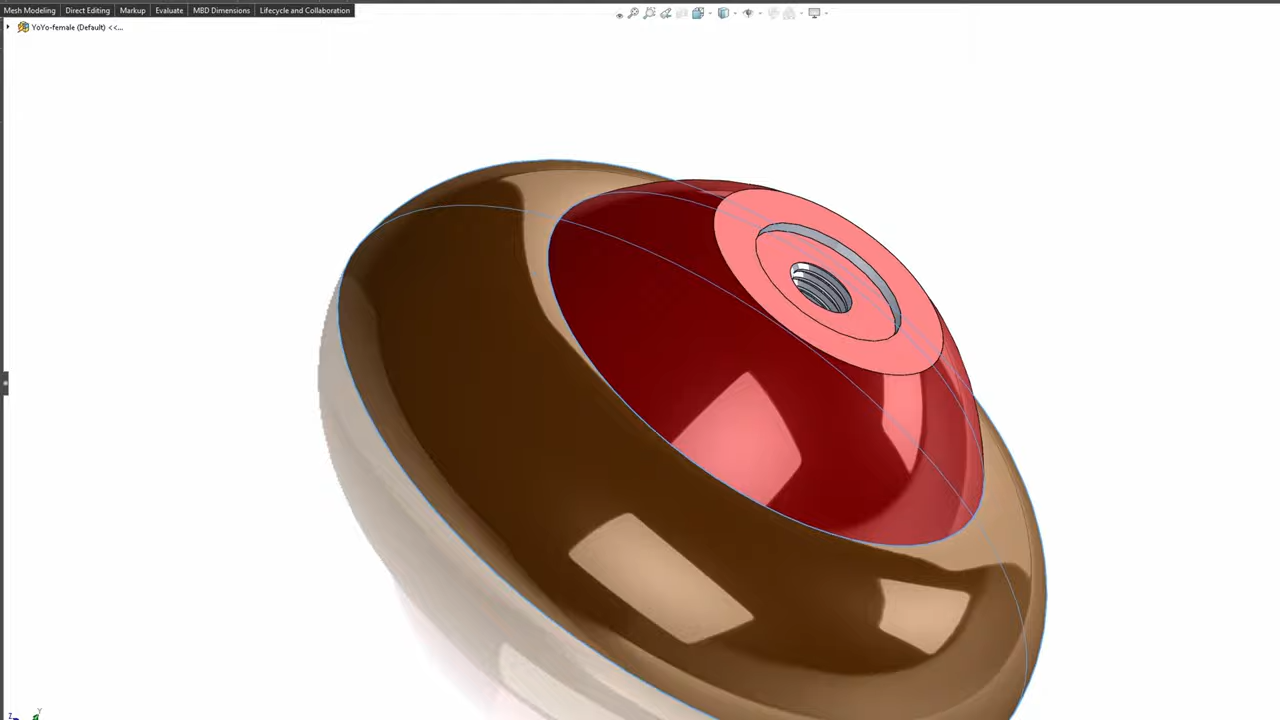 Mesh Modeling Direct Editing Markup Evaluate MBD Dimensions Lifecycle and Collaboration
YoYo-female (Default) <<...
Y
Z